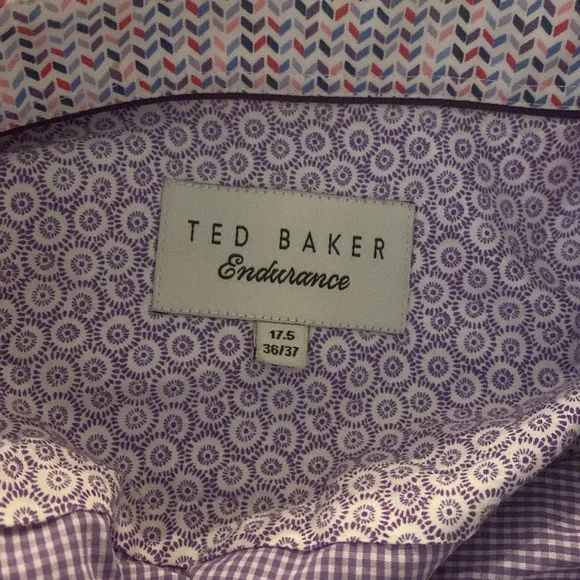 TED BAKER
Endurance
17.5
36/37